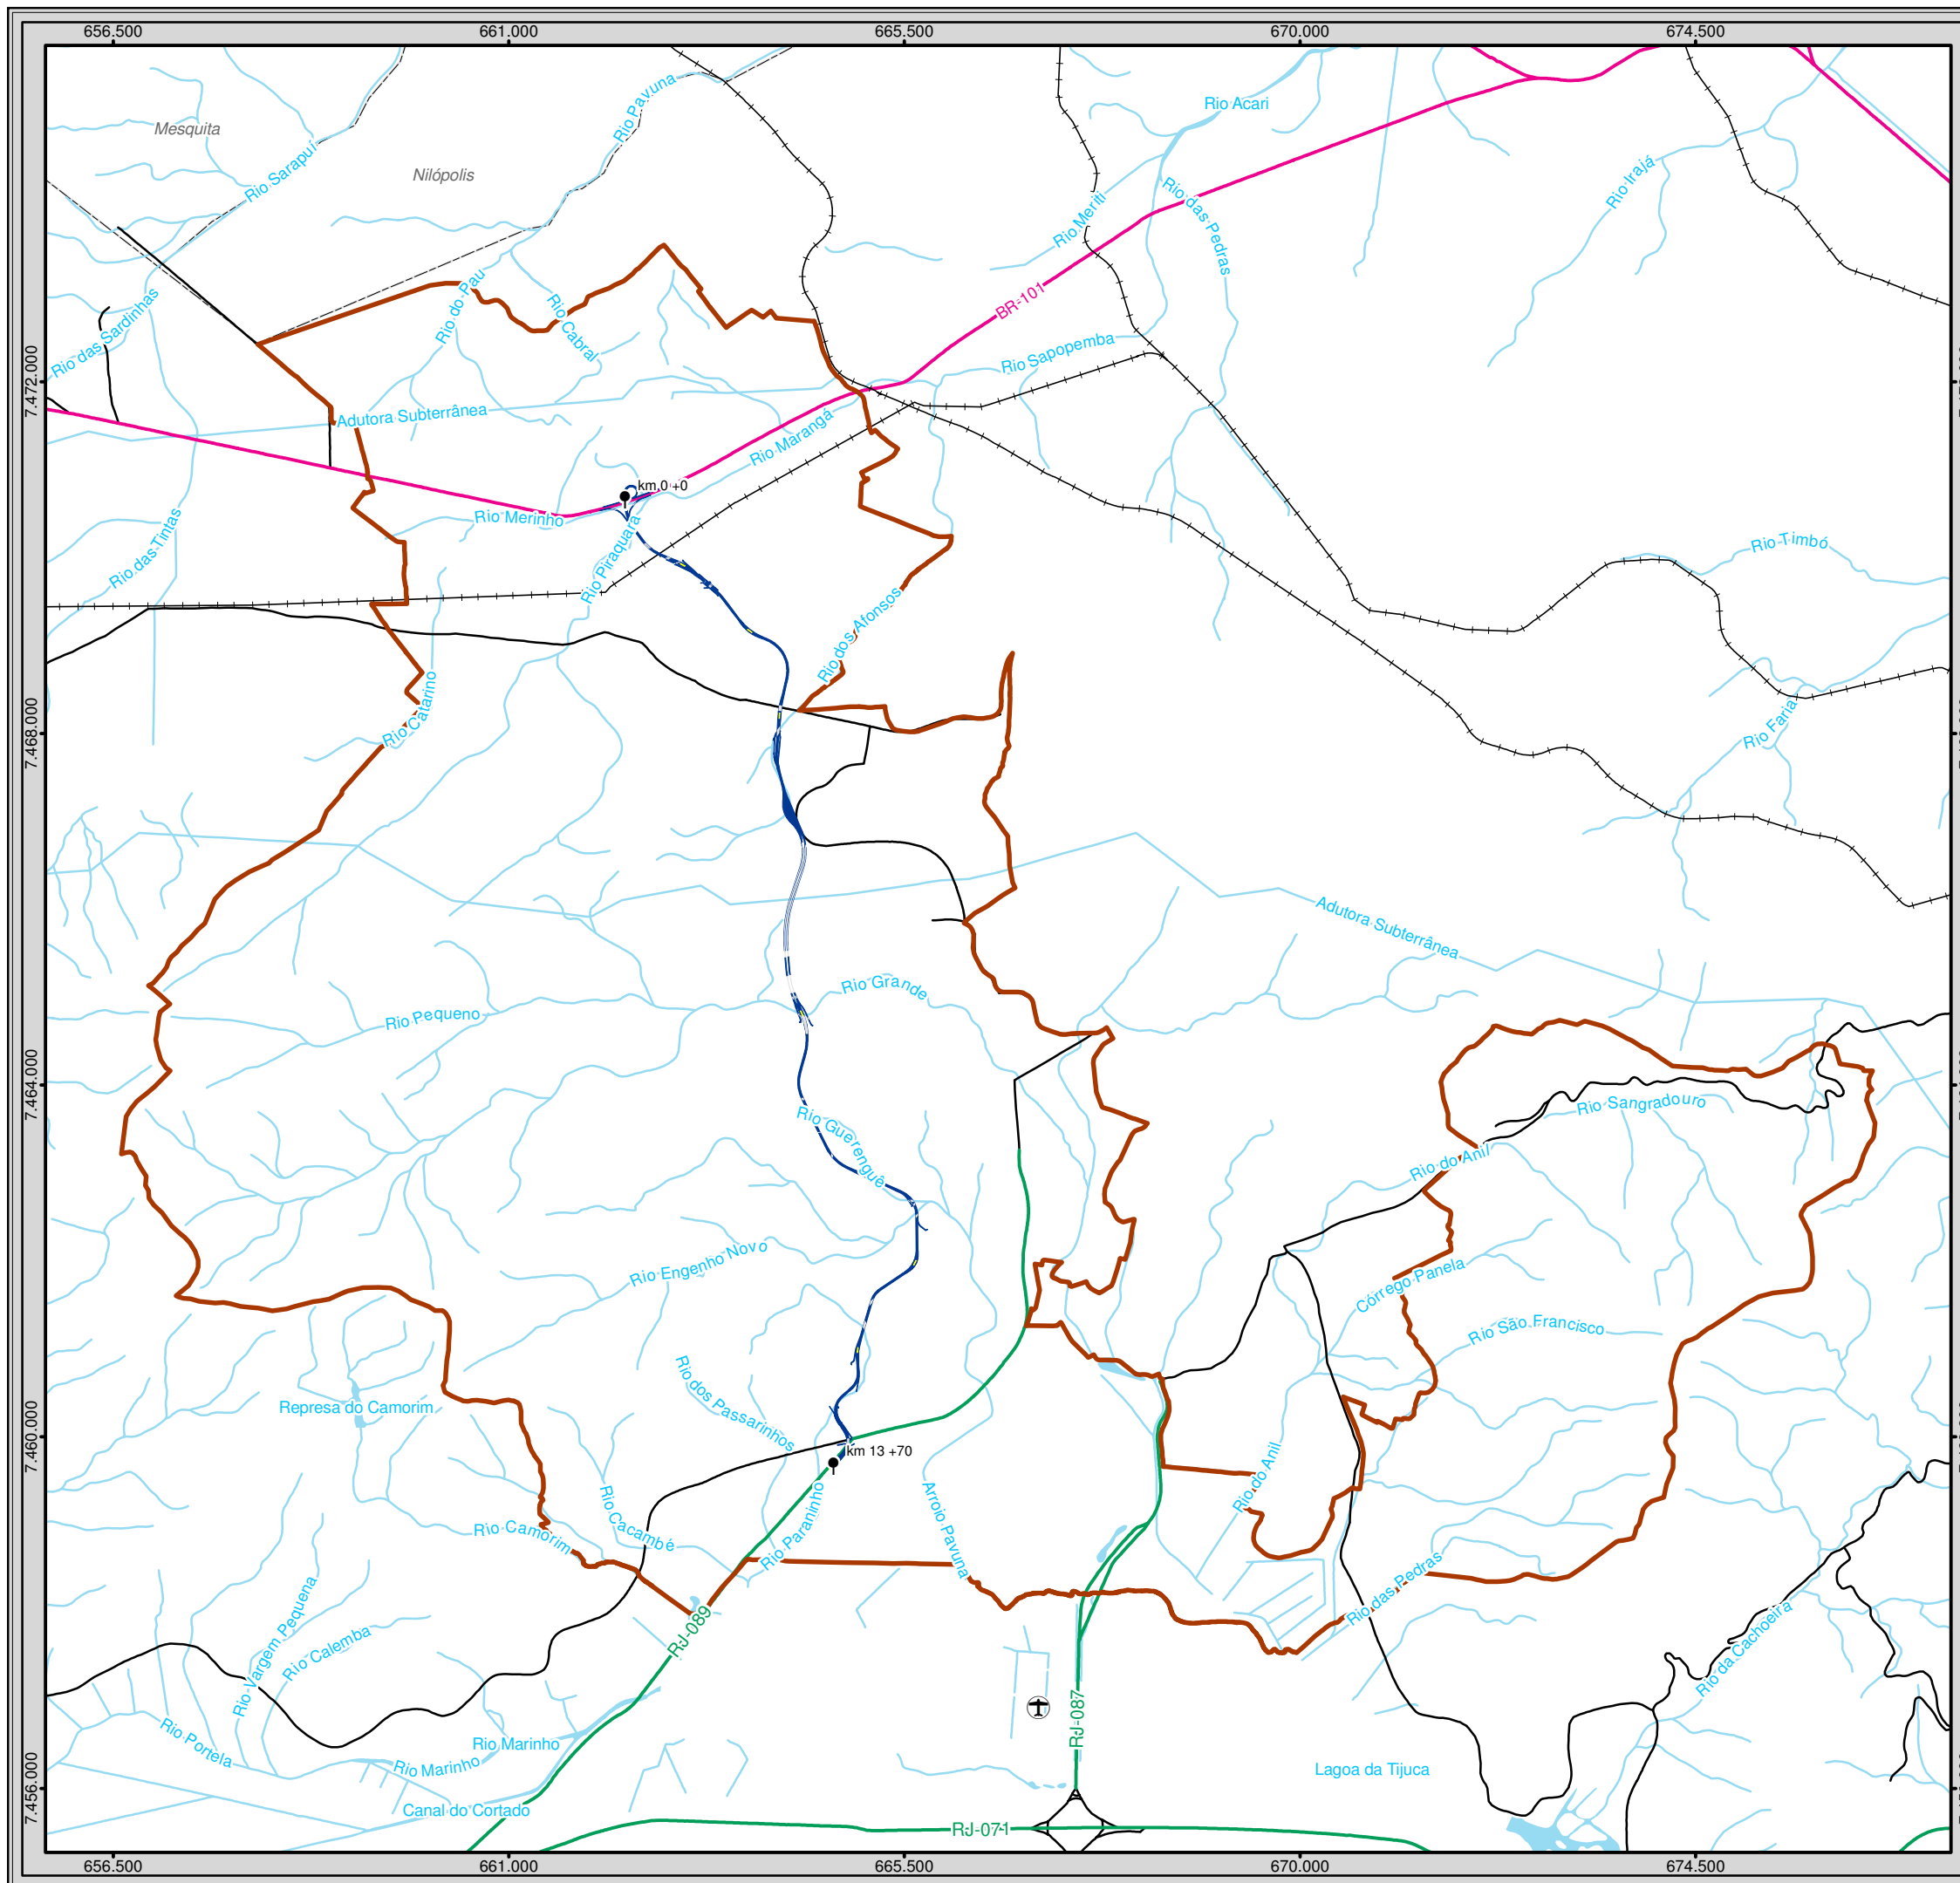 656.500 661.000 665.500 670.000 674.500
Rio Pavuna
Rio Acari
Mesquita
Rio Sarapuí
Nilópolis
Rio Irajá
Rio das Pedras
Rio Meriti
Rio do Pau
Rio Cabral
BR-101
Rio das Sardinhas
Rio Sapopemba
7.472.000
Adutora Subterrânea
Rio Marangá
km 0 +0
Rio Merinho
Rio das Tintas
Rio Piraquara
Rio Timbó
Rio dos Afonsos
Rio Catarino
7.468.000
Rio Faria
Adutora Subterrânea
Rio Grande
Rio Pequeno
7.464.000
Rio Sangradouro
Rio Guerenguê
Rio do Anil
Rio Engenho Novo
Córrego Panela
Rio São Francisco
Rio dos Passarinhos
Represa do Camorim
7.460.000
km 13 +70
Rio do Anil
Arroio Pavuna
Rio Paraninho
Rio Caçambé
Rio Camorim
Rio das Pedras
Rio Vargem Pequena
Rio Calemba
RJ-089
Rio da Cachoeira
RJ-087
Rio Portela
Rio Marinho
Rio Marinho
Lagoa da Tijuca
7.456.000
Canal do Cortado
RJ-071
656.500 661.000 665.500 670.000 674.500